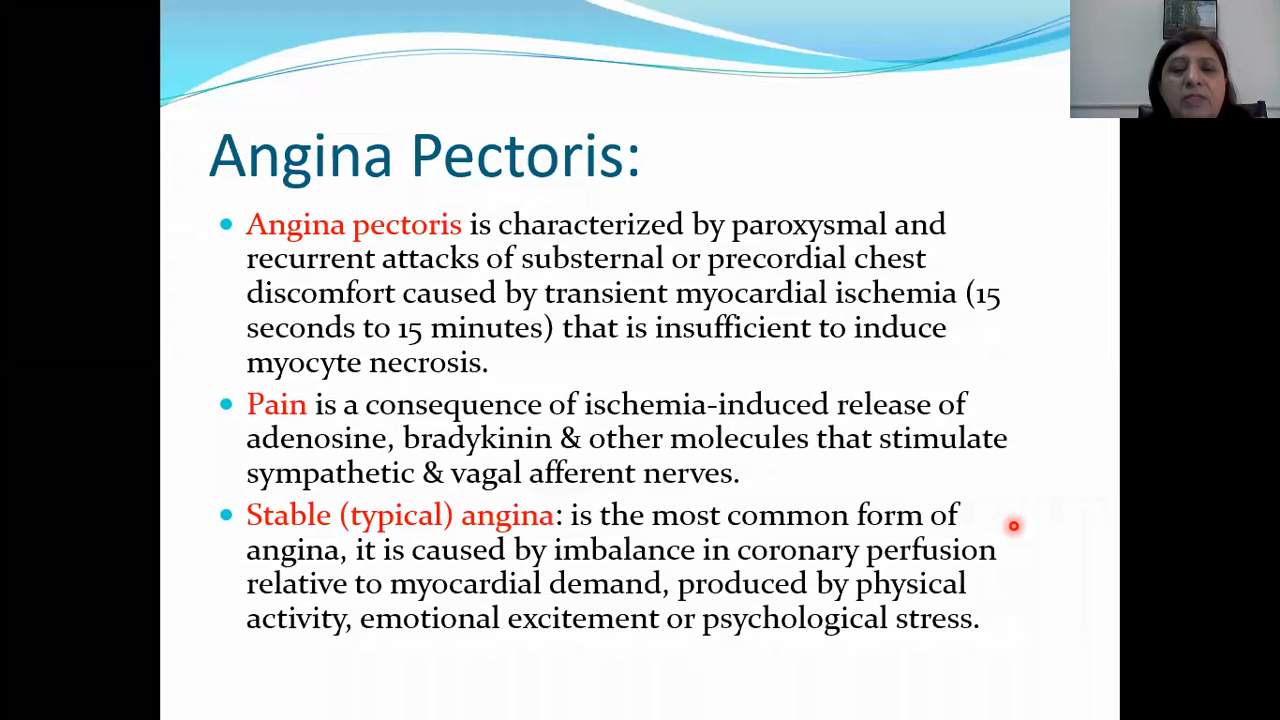 Angina Pectoris:
• Angina pectoris is characterized by paroxysmal and
recurrent attacks of substernal or precordial chest
discomfort caused by transient myocardial ischemia (15
seconds to 15 minutes) that is insufficient to induce
myocyte necrosis.
• Pain is a consequence of ischemia-induced release of
adenosine, bradykinin & other molecules that stimulate
sympathetic & vagal afferent nerves.
• Stable (typical) angina: is the most common form of
angina, it is caused by imbalance in coronary perfusion
relative to myocardial demand, produced by physical
activity, emotional excitement or psychological stress.